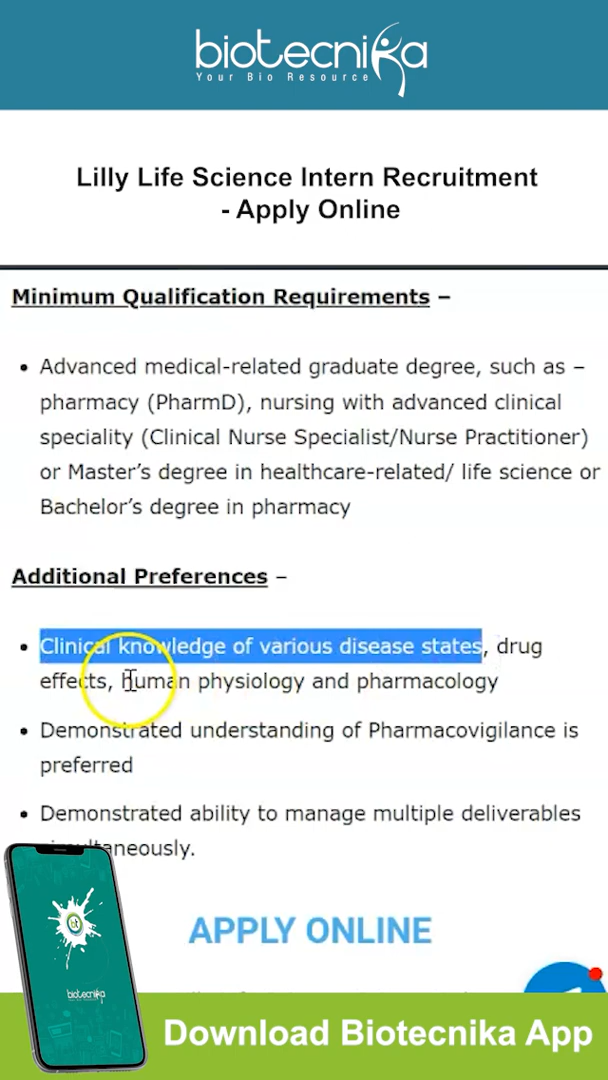 biotecnika
Your Bio Resource
Lilly Life Science Intern Recruitment
- Apply Online
Minimum Qualification Requirements –
• Advanced medical-related graduate degree, such as –
pharmacy (PharmD), nursing with advanced clinical
speciality (Clinical Nurse Specialist/Nurse Practitioner)
or Master’s degree in healthcare-related/ life science or
Bachelor’s degree in pharmacy
Additional Preferences –
• Clinical knowledge of various disease states, drug
effects, human physiology and pharmacology
• Demonstrated understanding of Pharmacovigilance is
preferred
• Demonstrated ability to manage multiple deliverables
simultaneously.
bt
biotecnika
APPLY ONLINE
Download Biotecnika App